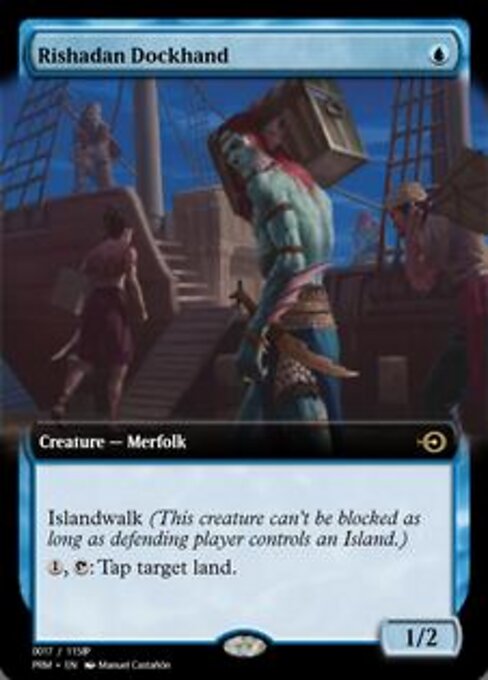 Rishadan Dockhand
Creature — Merfolk
Islandwalk (This creature can't be blocked as
long as defending player controls an Island.)
1, T: Tap target land.
1/2
0017 / 115 P
PRM • EN Manuel Castañón